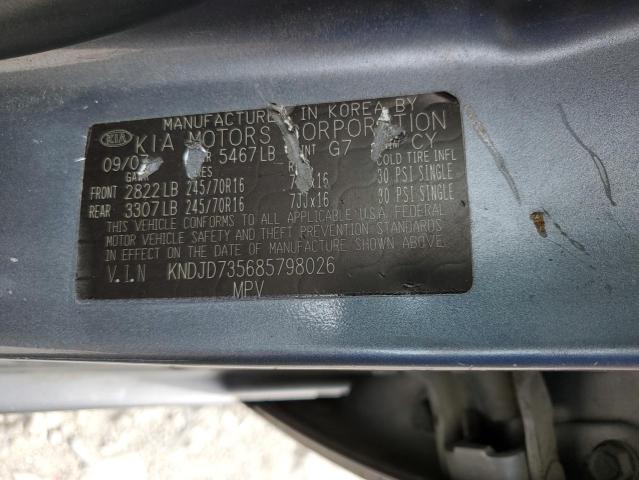 MANUFACTURED IN KOREA BY
KIA KIA MOTORS CORPORATION
09/07 5467LB G7 CY
COLD TIRE INFL
FRONT 2822LB 245/70R16 7JJx16 30 PSI SINGLE
REAR 3307LB 245/70R16 7JJx16 30 PSI SINGLE
THIS VEHICLE CONFORMS TO ALL APPLICABLE U.S.A. FEDERAL
MOTOR VEHICLE SAFETY AND THEFT PREVENTION STANDARDS
IN EFFECT ON THE DATE OF MANUFACTURE SHOWN ABOVE.
V.I.N KNDJD735685798026
MPV